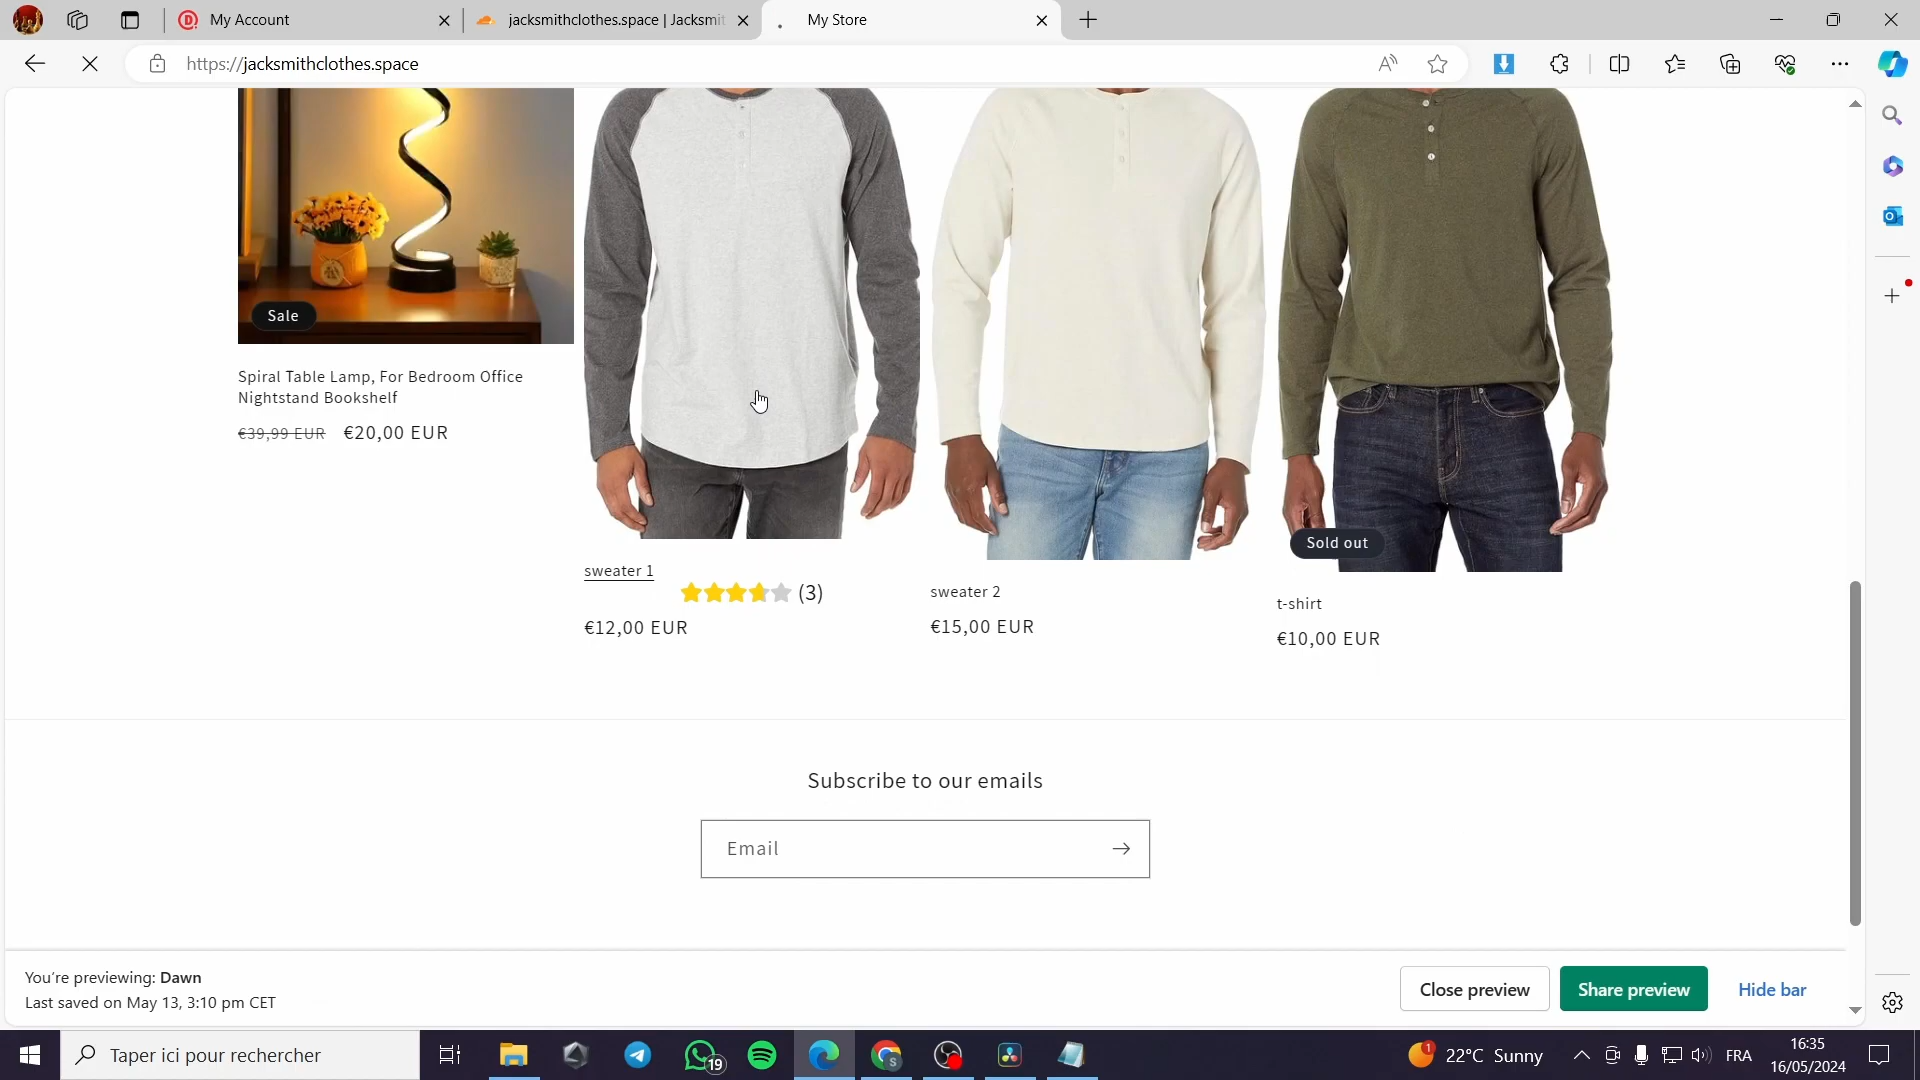 My Account
jacksmithclothes.space | Jacksmit
My Store
https://jacksmithclothes.space
Sale
Spiral Table Lamp, For Bedroom Office
Nightstand Bookshelf
€39,99 EUR €20,00 EUR
sweater 1
(3)
€12,00 EUR
sweater 2
€15,00 EUR
Sold out
t-shirt
€10,00 EUR
Subscribe to our emails
Email
You're previewing: Dawn
Last saved on May 13, 3:10 pm CET
Close preview
Share preview
Hide bar
Taper ici pour rechercher
19
1
22°C Sunny
FRA
16:35
16/05/2024